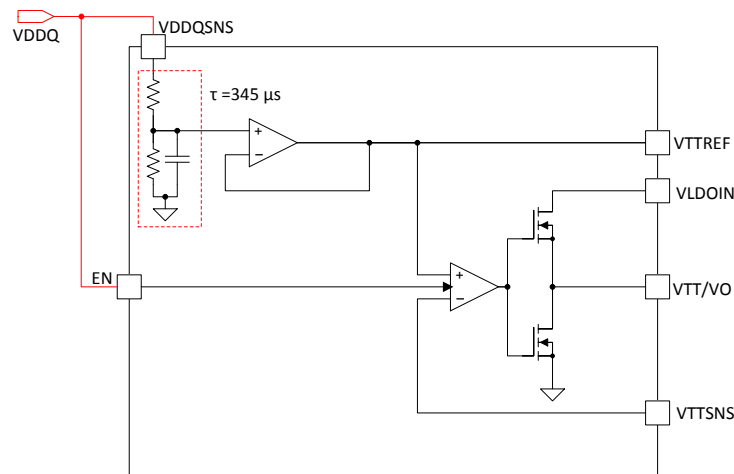 VDDQ
VDDQSNS
τ =345 µs
+
−
VTTREF
VLDOIN
EN
+
−
VTT/VO
VTTSNS